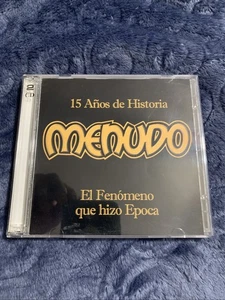 15 Años de Historia
MENUDO
El Fenómeno
que hizo Epoca
2
CD